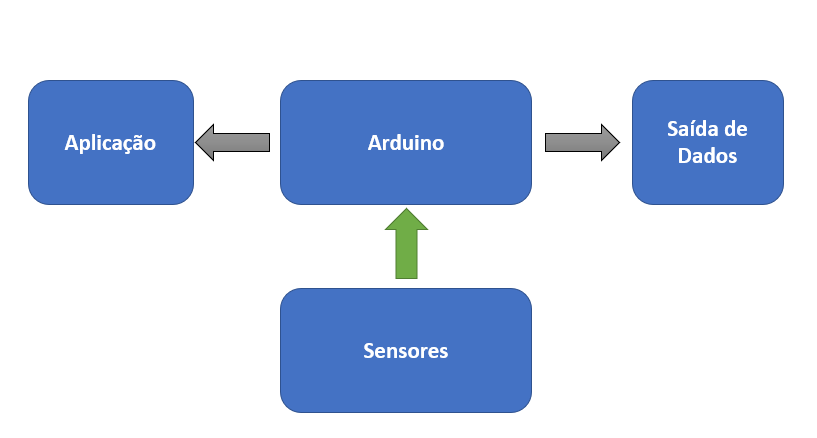 Aplicação
Arduino
Saída de
Dados
Sensores